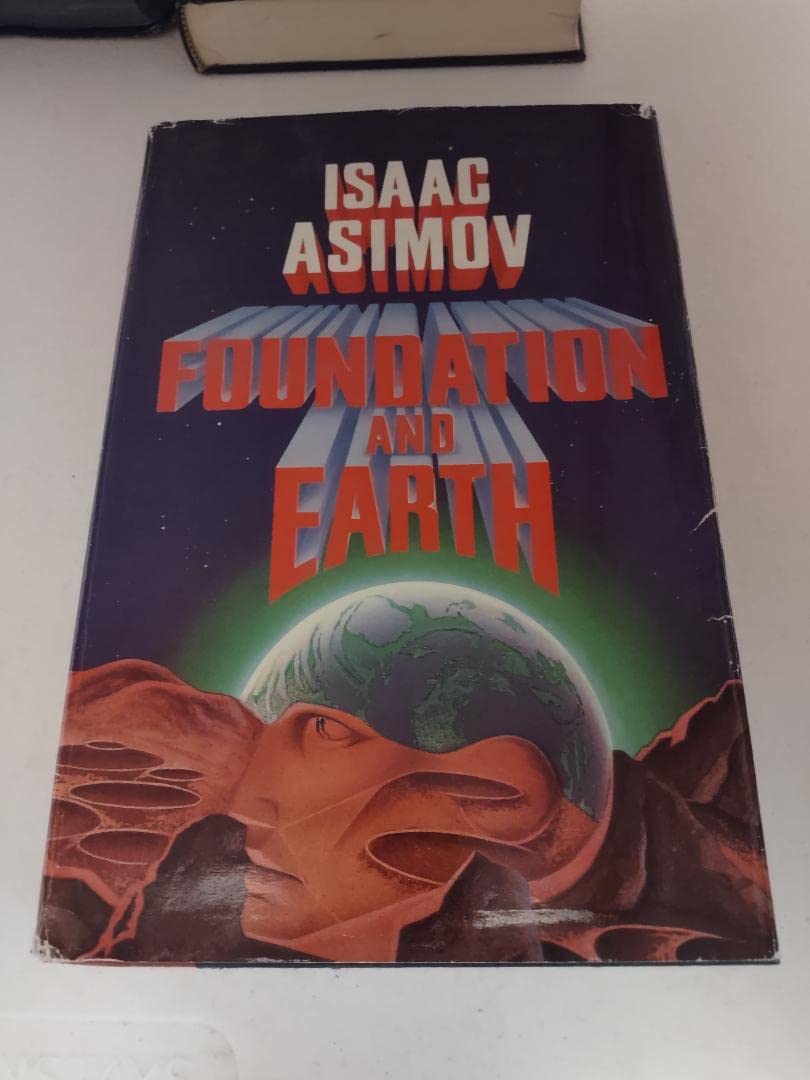 ISAAC
ASIMOV
FOUNDATION
AND
EARTH